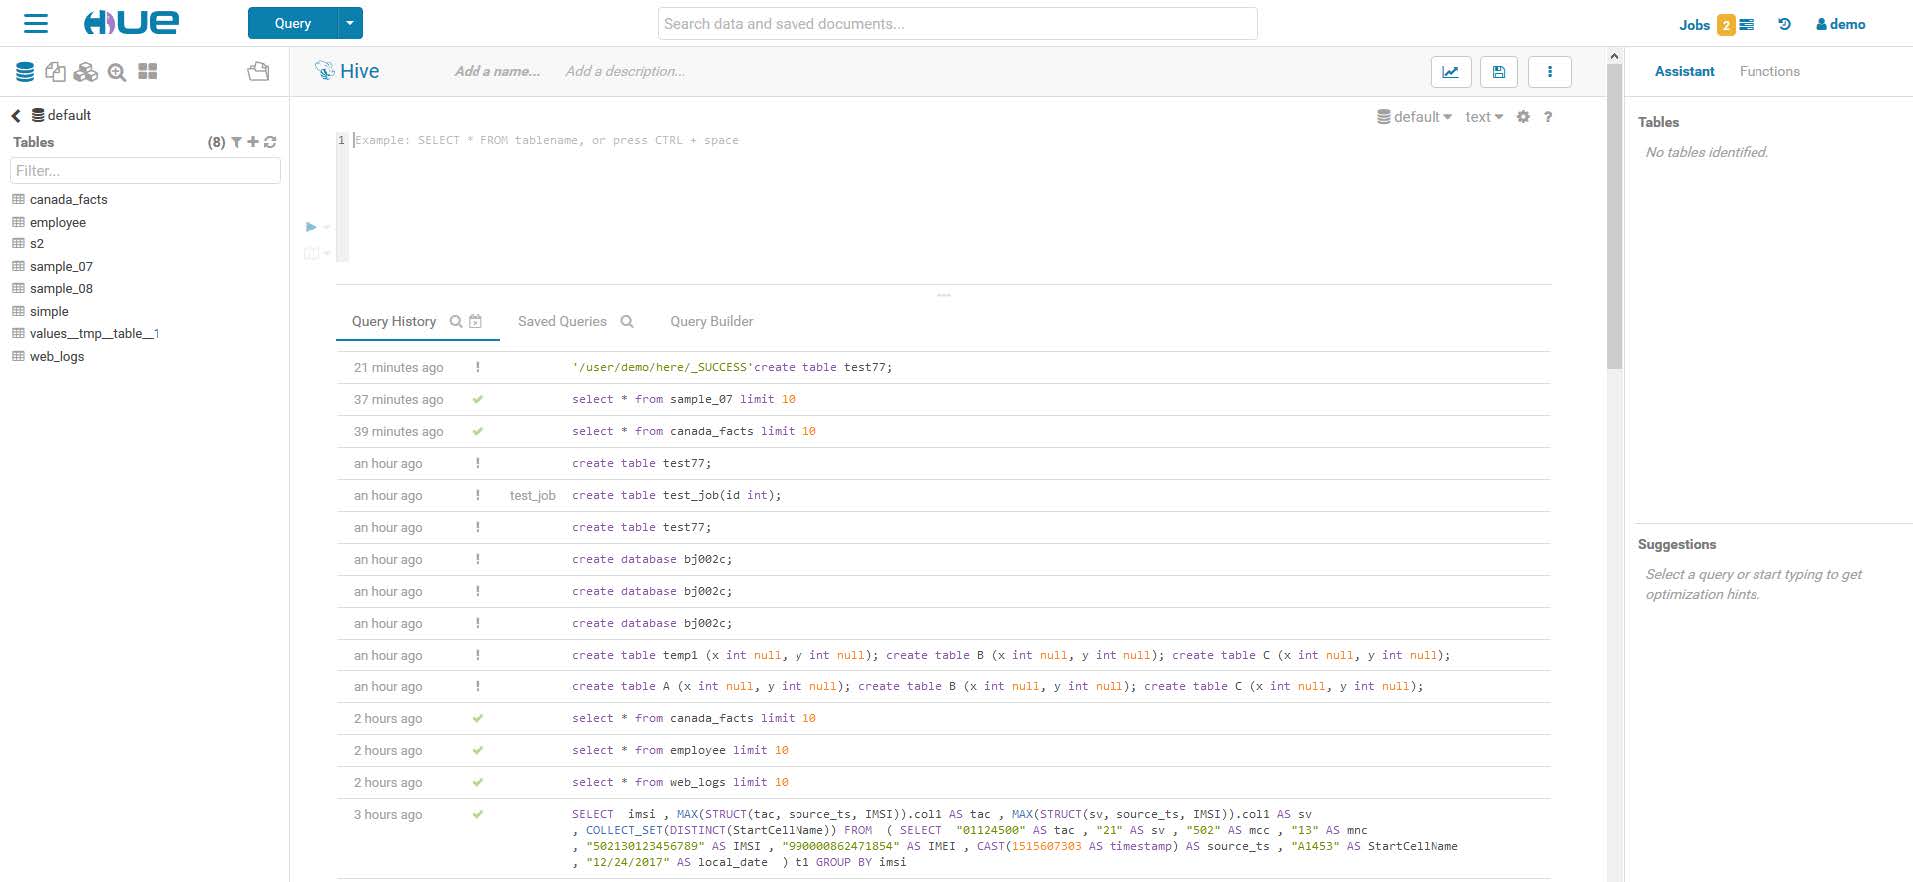 HUE
Query
Search data and saved documents...
Jobs 2
demo
Hive
Add a name...
Add a description...
Assistant
Functions
default
Tables
(8)
Filter...
canada_facts
employee
s2
sample_07
sample_08
simple
values__tmp__table__1
web_logs
default
text
?
1
Example: SELECT * FROM tablename, or press CTRL + space
Query History
Saved Queries
Query Builder
21 minutes ago ! '/user/demo/here/_SUCCESS'create table test77;
37 minutes ago select * from sample_07 limit 10
39 minutes ago select * from canada_facts limit 10
an hour ago ! create table test77;
an hour ago ! test_job create table test_job(id int);
an hour ago ! create table test77;
an hour ago ! create database bj002c;
an hour ago ! create database bj002c;
an hour ago ! create database bj002c;
an hour ago ! create table temp1 (x int null, y int null); create table B (x int null, y int null); create table C (x int null, y int null);
an hour ago ! create table A (x int null, y int null); create table B (x int null, y int null); create table C (x int null, y int null);
2 hours ago select * from canada_facts limit 10
2 hours ago select * from employee limit 10
2 hours ago select * from web_logs limit 10
3 hours ago SELECT imsi , MAX(STRUCT(tac, source_ts, IMSI)).col1 AS tac , MAX(STRUCT(sv, source_ts, IMSI)).col1 AS sv
, COLLECT_SET(DISTINCT(StartCellName)) FROM ( SELECT "01124500" AS tac , "21" AS sv , "502" AS mcc , "13" AS mnc
, "502130123456789" AS IMSI , "990000862471854" AS IMEI , CAST(1515607303 AS timestamp) AS source_ts , "A1453" AS StartCellName
, "12/24/2017" AS local_date ) t1 GROUP BY imsi
Tables
No tables identified.
Suggestions
Select a query or start typing to get
optimization hints.